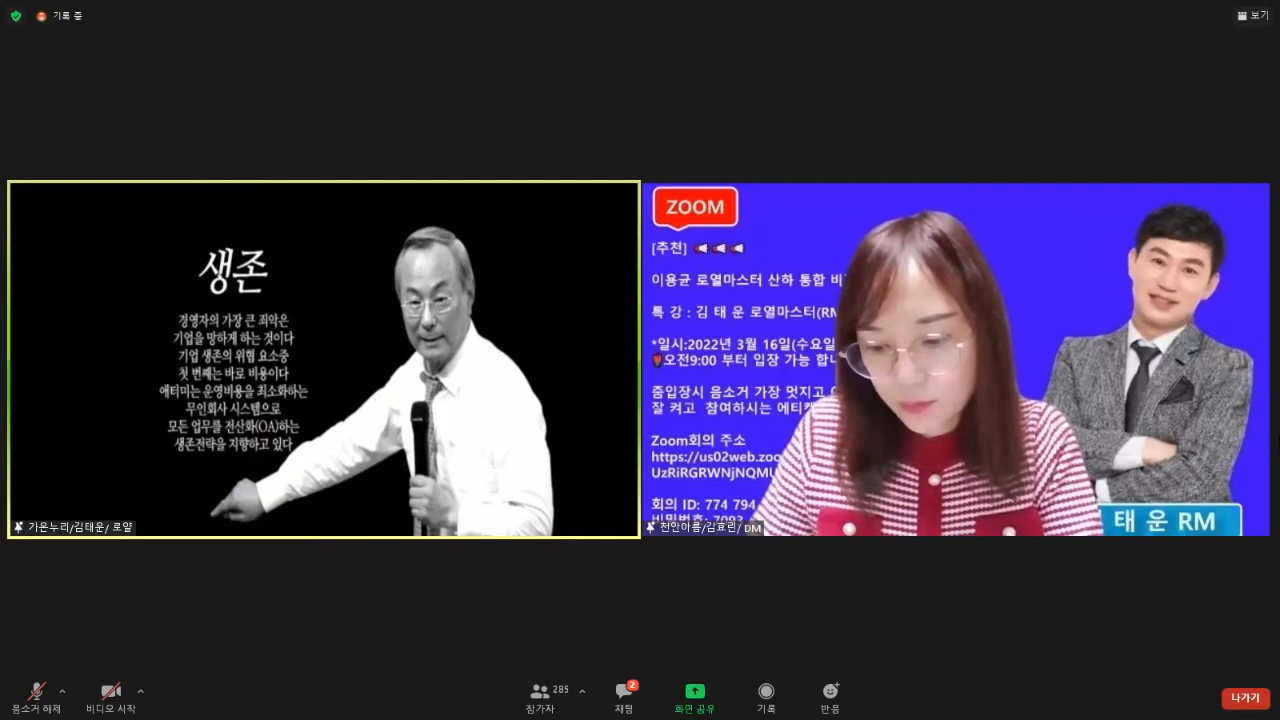 기록 중
보기
생존
경영자의 가장 큰 죄악은
기업을 망하게 하는 것이다
기업 생존의 위협 요소중
첫 번째는 바로 비용이다
애터미는 운영비용을 최소화하는
무인회사 시스템으로
모든 업무를 전산화(OA)하는
생존전략을 지향하고 있다
가온누리/김태운/ 로얄
ZOOM
[추천]
이용균 로열마스터 산하 통합 비
특 강 : 김 태 운 로열마스터(RM
*일시:2022년 3월 16일(수요일
오전9:00 부터 입장 가능 합니
줌입장시 음소거 가장 멋지고
잘 켜고 참여하시는 에티켓
Zoom회의 주소
https://us02web.zoo
UzRiRGRWNjNQMU
회의 ID: 774 794
태 운 RM
천안아름/김효린/ DM
음소거 해제
비디오 시작
285
참가자
2
채팅
화면 공유
기록
반응
나가기